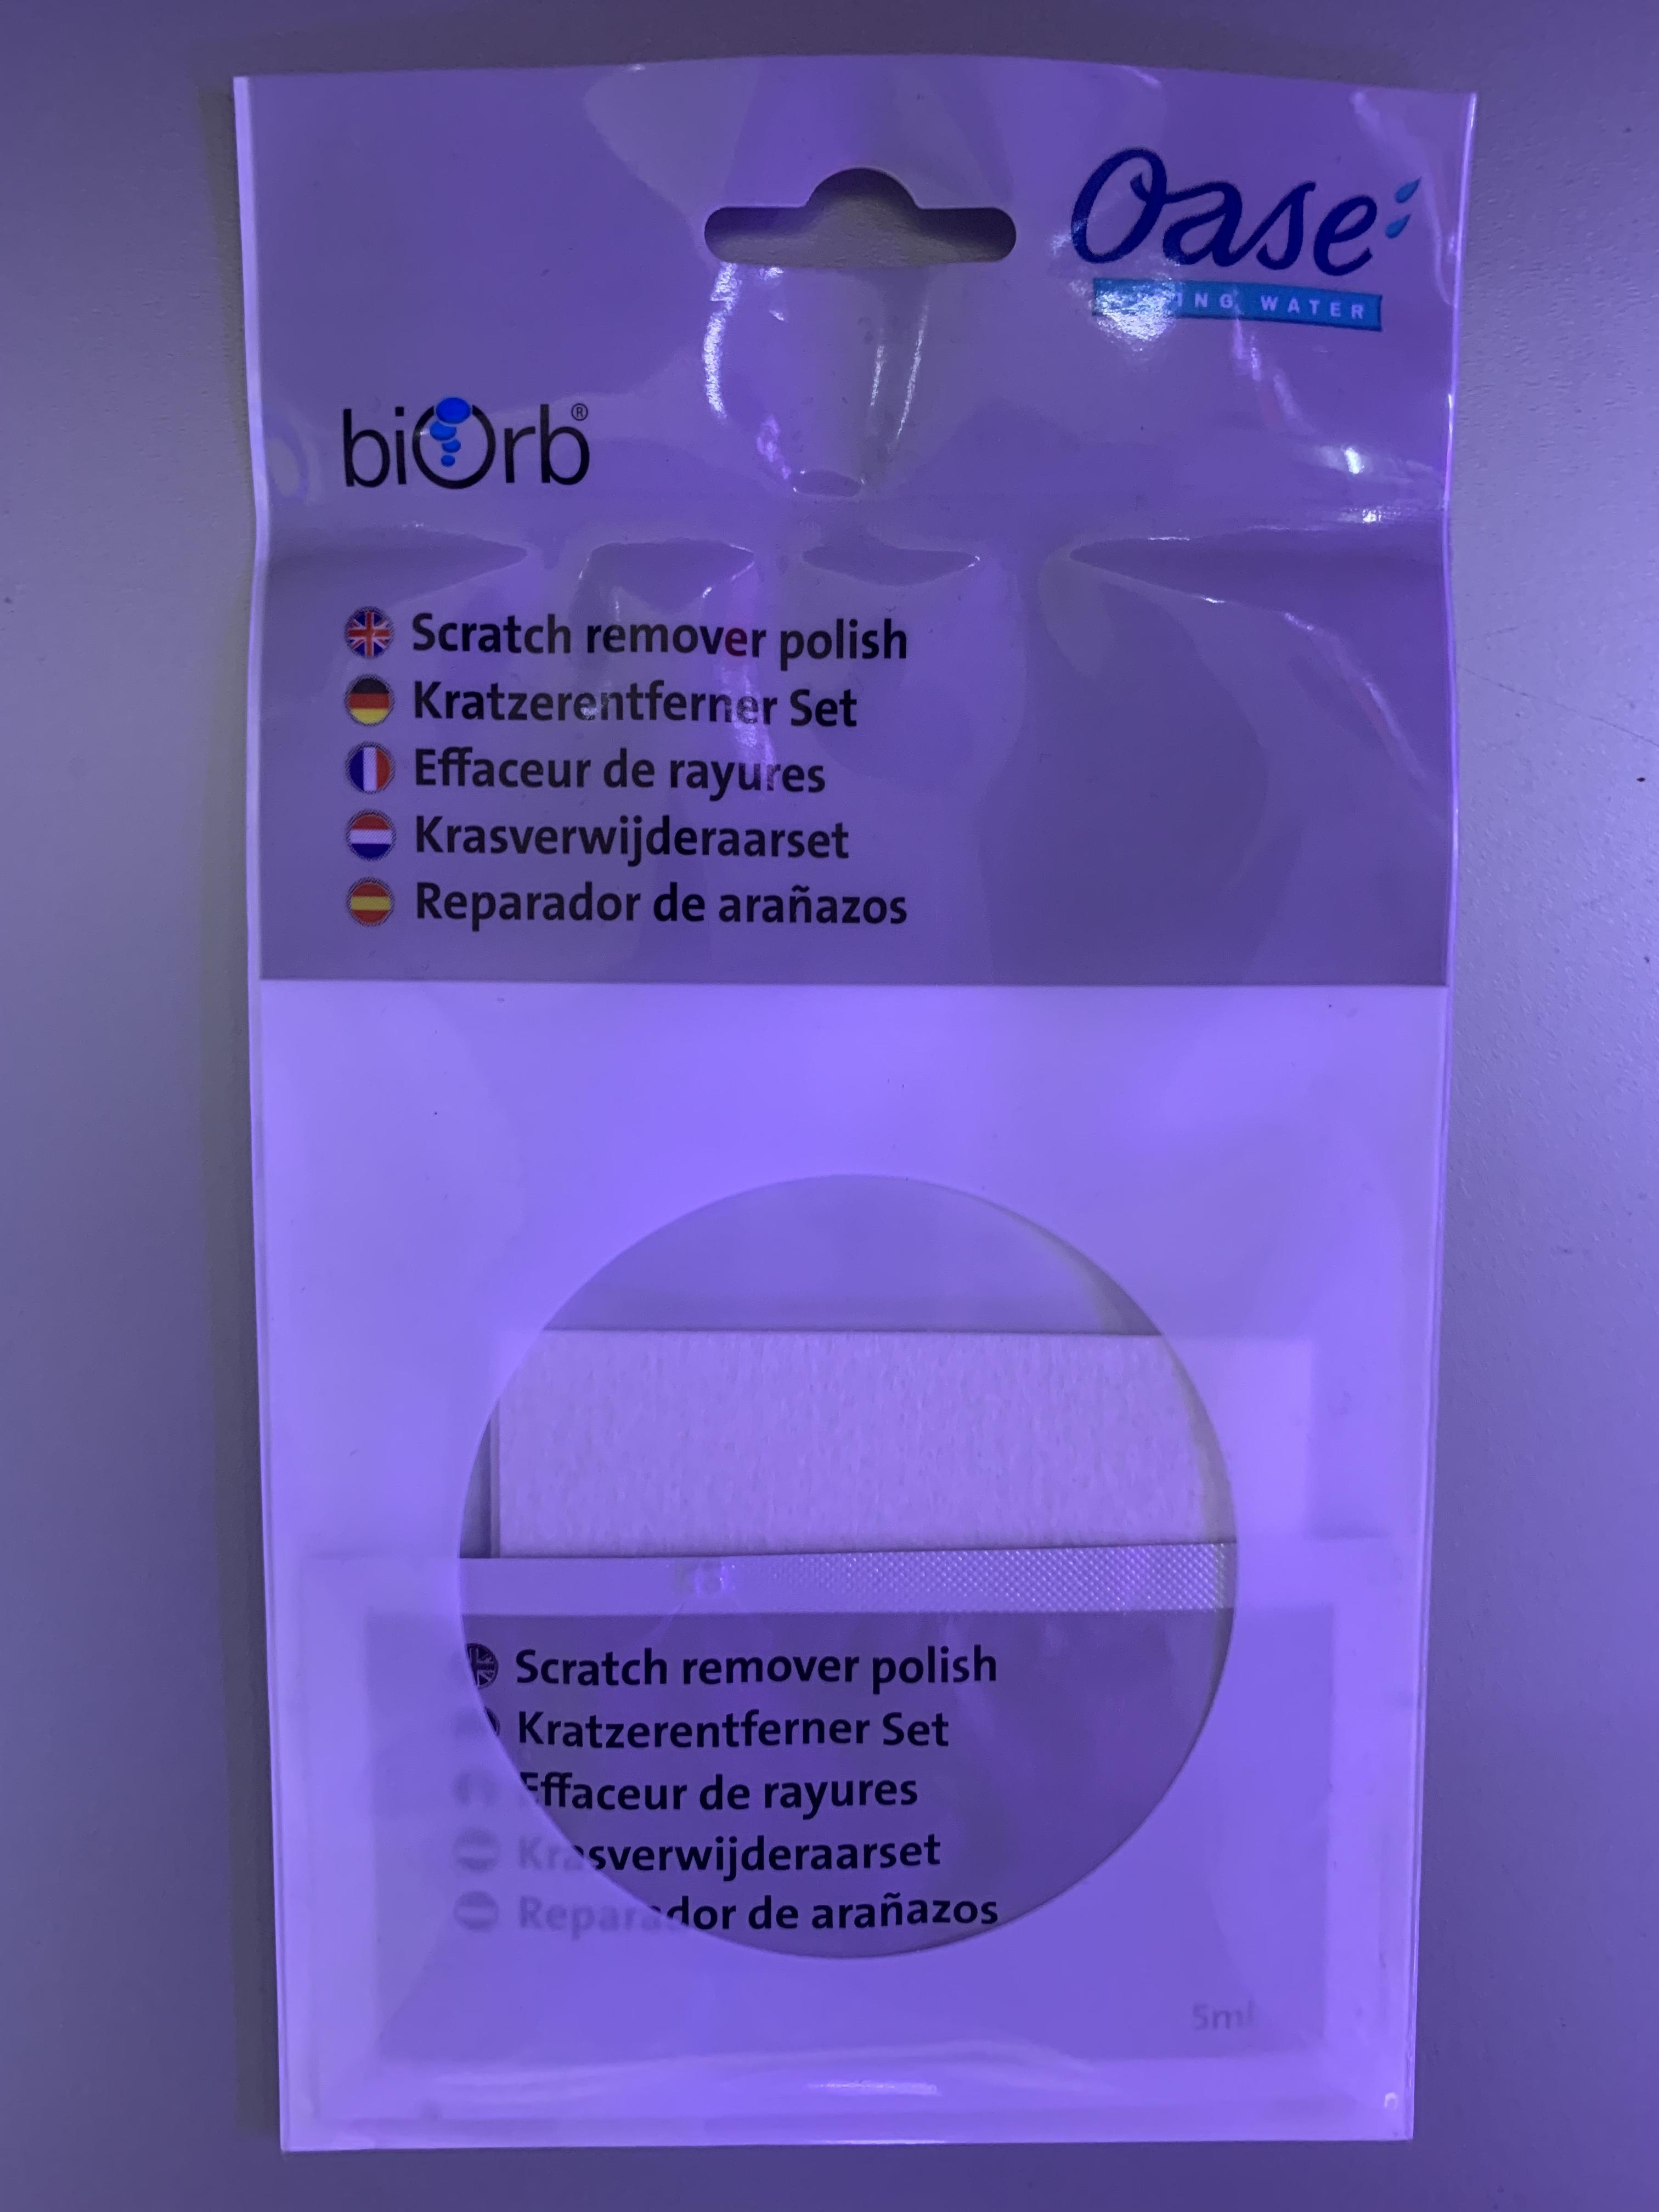 Oase
LIVING WATER
biOrb®
Scratch remover polish
Kratzerentferner Set
Effaceur de rayures
Krasverwijderaarset
Reparador de arañazos
Scratch remover polish
Kratzerentferner Set
Effaceur de rayures
Krasverwijderaarset
Reparador de arañazos
5ml